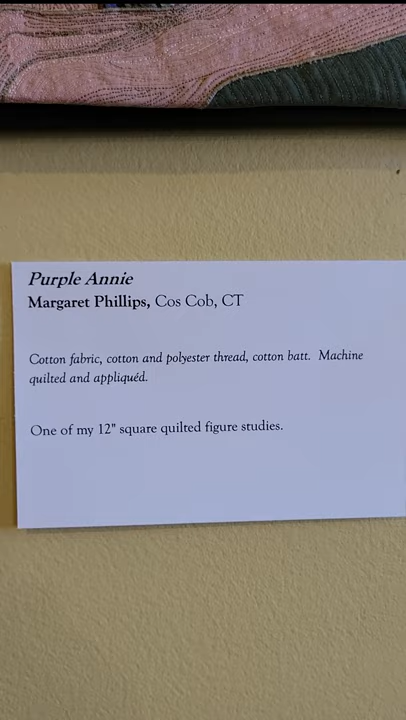 Purple Annie
Margaret Phillips, Cos Cob, CT
Cotton fabric, cotton and polyester thread, cotton batt. Machine
quilted and appliquéd.
One of my 12" square quilted figure studies.